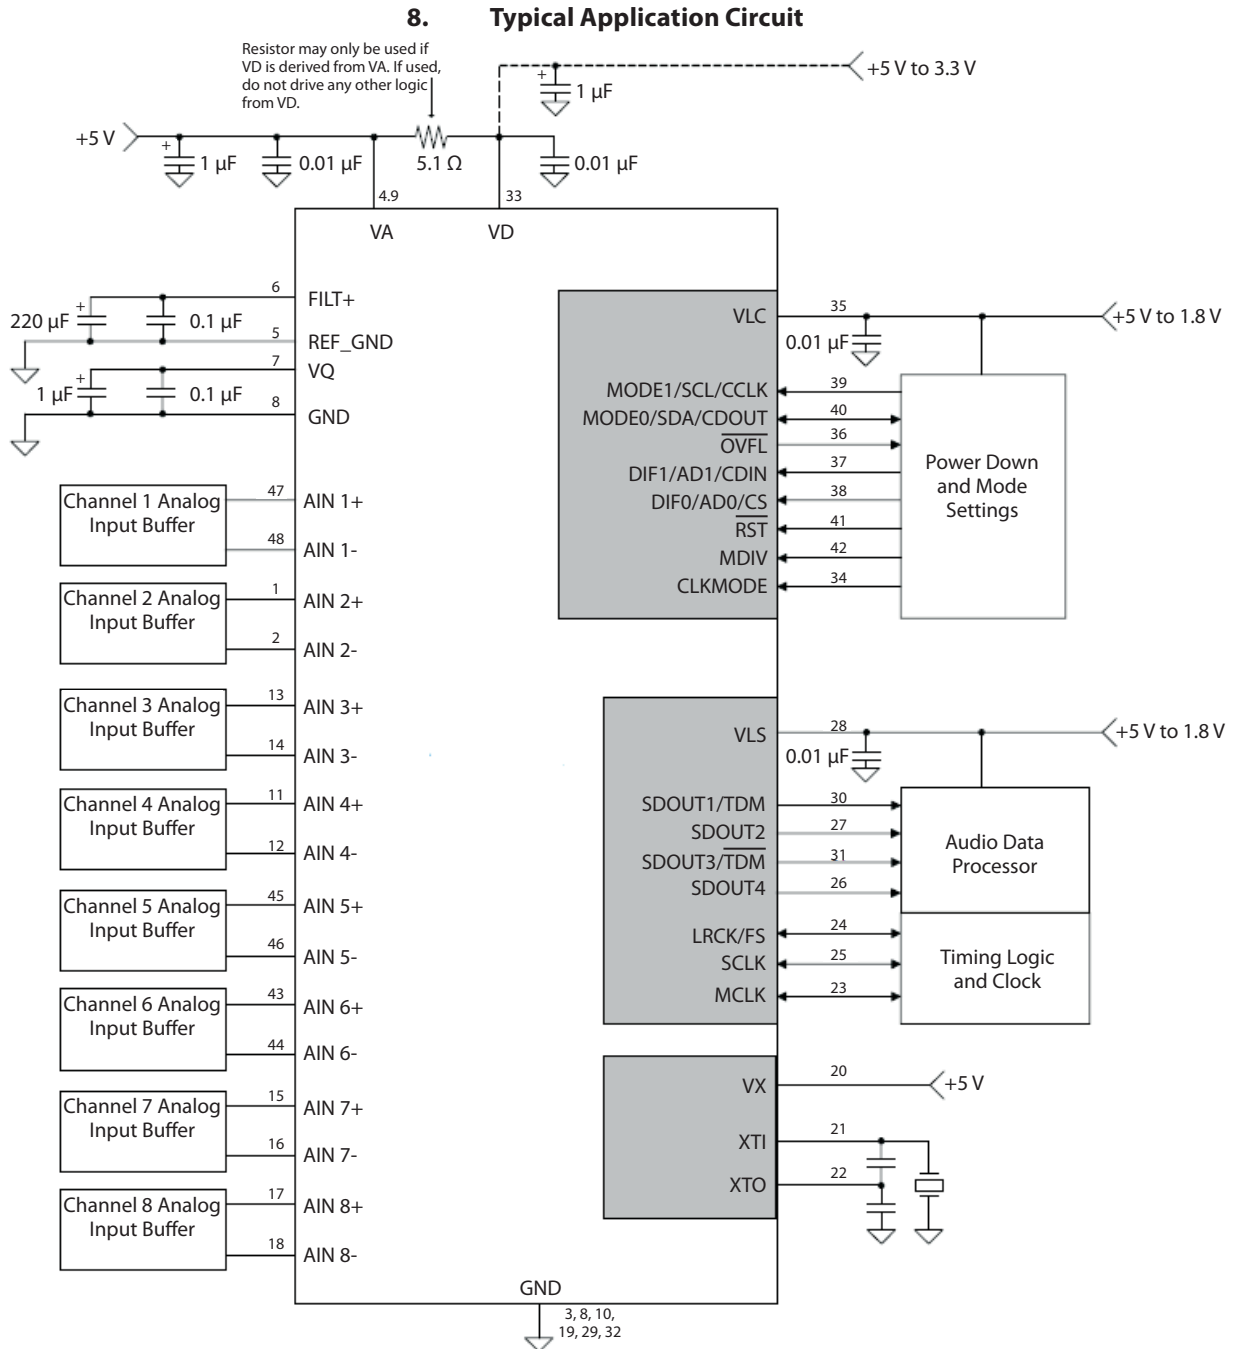 8. Typical Application Circuit
Resistor may only be used if
VD is derived from VA. If used,
do not drive any other logic
from VD.
+5 V to 3.3 V
+
1 µF
+5 V
+
1 µF
0.01 µF
5.1 Ω
0.01 µF
4.9
33
VA
VD
6
FILT+
+
220 µF
0.1 µF
5
REF_GND
7
VQ
+
1 µF
0.1 µF
8
GND
Channel 1 Analog
Input Buffer
47
AIN 1+
48
AIN 1-
Channel 2 Analog
Input Buffer
1
AIN 2+
2
AIN 2-
Channel 3 Analog
Input Buffer
13
AIN 3+
14
AIN 3-
Channel 4 Analog
Input Buffer
11
AIN 4+
12
AIN 4-
Channel 5 Analog
Input Buffer
45
AIN 5+
46
AIN 5-
Channel 6 Analog
Input Buffer
43
AIN 6+
44
AIN 6-
Channel 7 Analog
Input Buffer
15
AIN 7+
16
AIN 7-
Channel 8 Analog
Input Buffer
17
AIN 8+
18
AIN 8-
VLC
35
+5 V to 1.8 V
0.01 µF
MODE1/SCL/CCLK
39
MODE0/SDA/CDOUT
40
OVFL
36
DIF1/AD1/CDIN
37
DIF0/AD0/CS
38
RST
41
MDIV
42
CLKMODE
34
Power Down
and Mode
Settings
VLS
28
+5 V to 1.8 V
0.01 µF
SDOUT1/TDM
30
SDOUT2
27
SDOUT3/TDM
31
SDOUT4
26
Audio Data
Processor
LRCK/FS
24
SCLK
25
MCLK
23
Timing Logic
and Clock
VX
20
+5 V
XTI
21
XTO
22
GND
3, 8, 10,
19, 29, 32